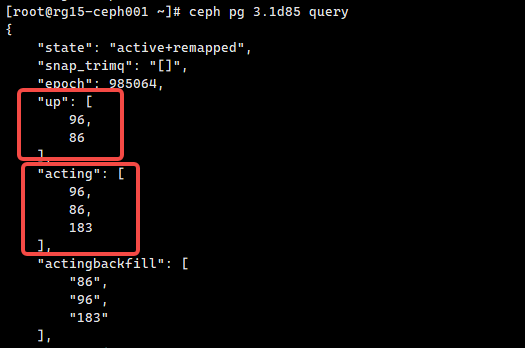 [root@rg15-ceph001 ~]# ceph pg 3.1d85 query
{
    "state": "active+remapped",
    "snap_trimq": "[]",
    "epoch": 985064,
    "up": [
        96,
        86
    ],
    "acting": [
        96,
        86,
        183
    ],
    "actingbackfill": [
        "86",
        "96",
        "183"
    ],